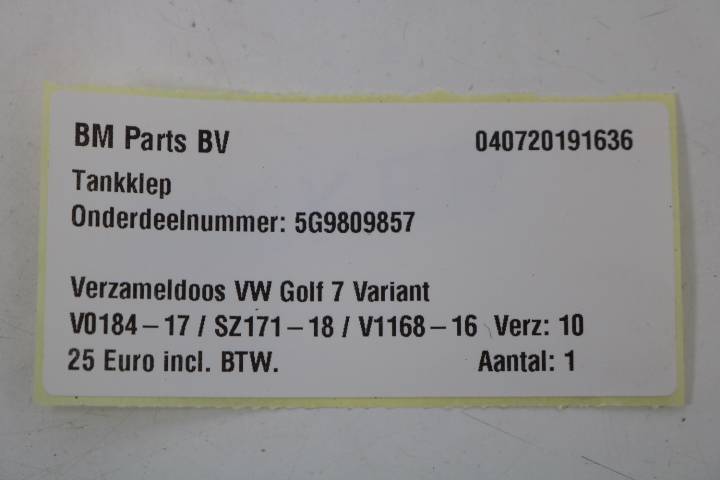 BM Parts BV 040720191636
Tankklep
Onderdeelnummer: 5G9809857
Verzameldoos VW Golf 7 Variant
V0184-17 / SZ171-18 / V1168-16 Verz: 10
25 Euro incl. BTW. Aantal: 1